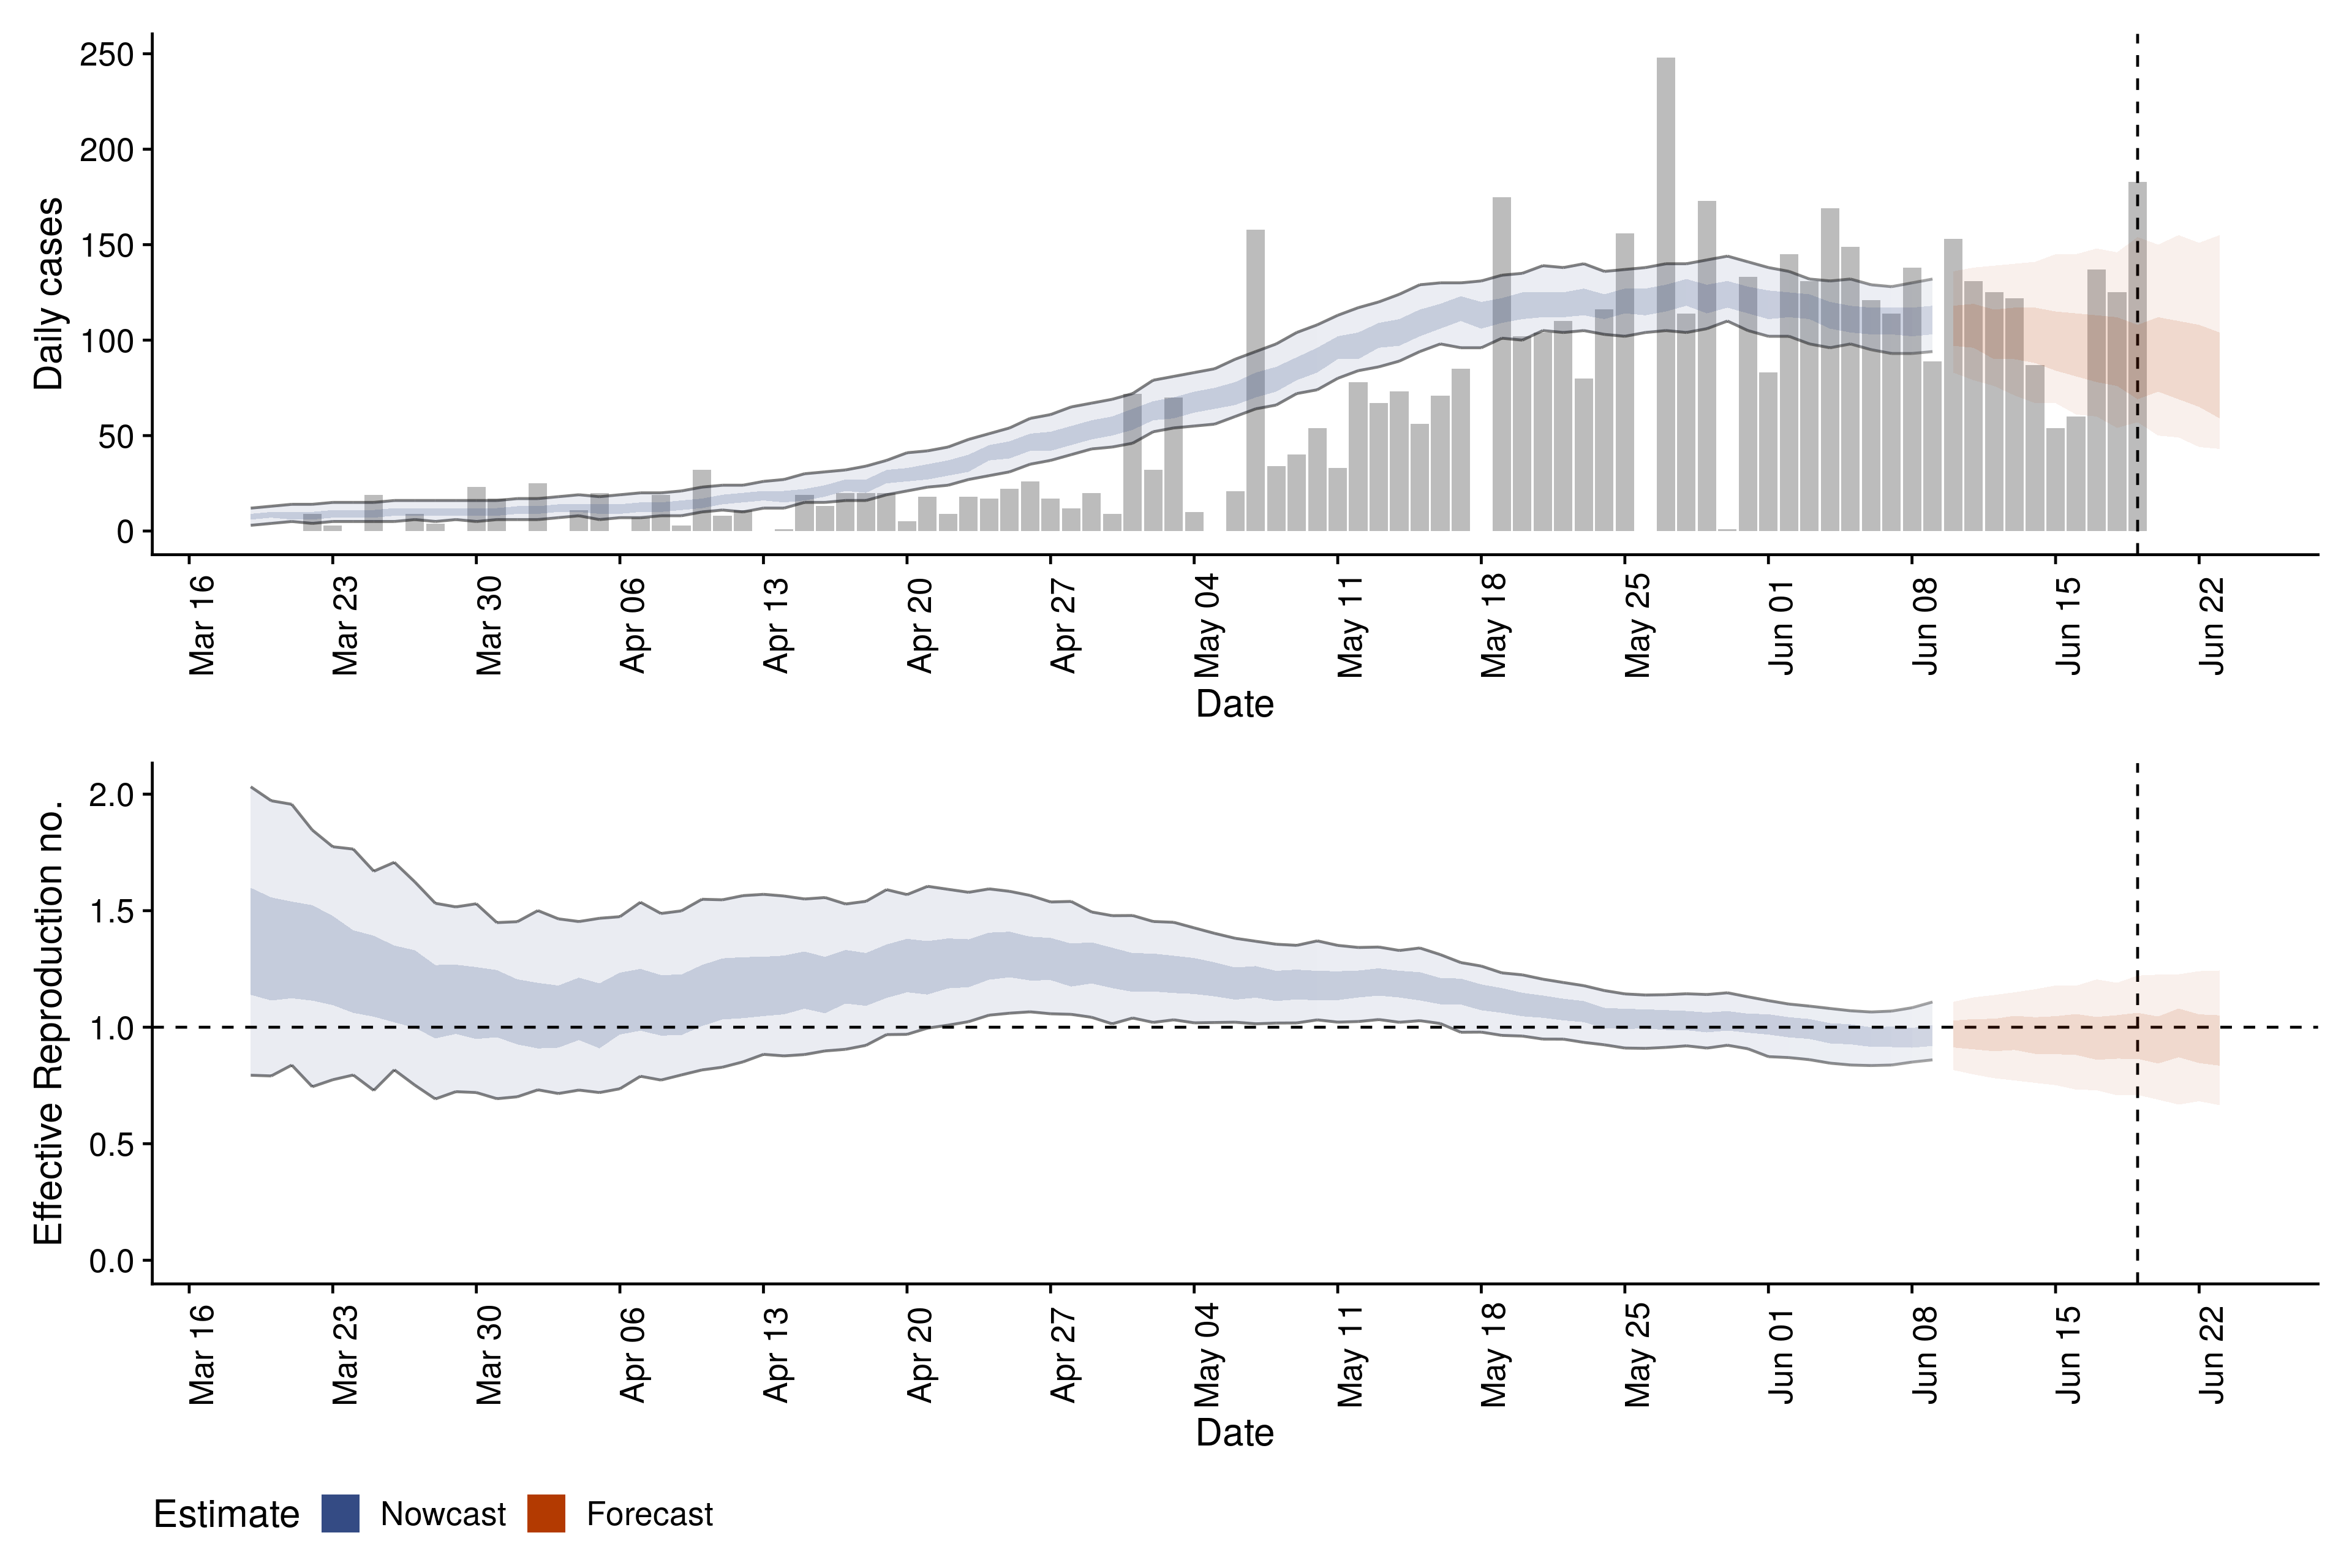 Daily cases
250
200
150
100
50
0
Mar 16
Mar 23
Mar 30
Apr 06
Apr 13
Apr 20
Apr 27
May 04
May 11
May 18
May 25
Jun 01
Jun 08
Jun 15
Jun 22
Date
Effective Reproduction no.
2.0
1.5
1.0
0.5
0.0
Mar 16
Mar 23
Mar 30
Apr 06
Apr 13
Apr 20
Apr 27
May 04
May 11
May 18
May 25
Jun 01
Jun 08
Jun 15
Jun 22
Date
Estimate Nowcast Forecast